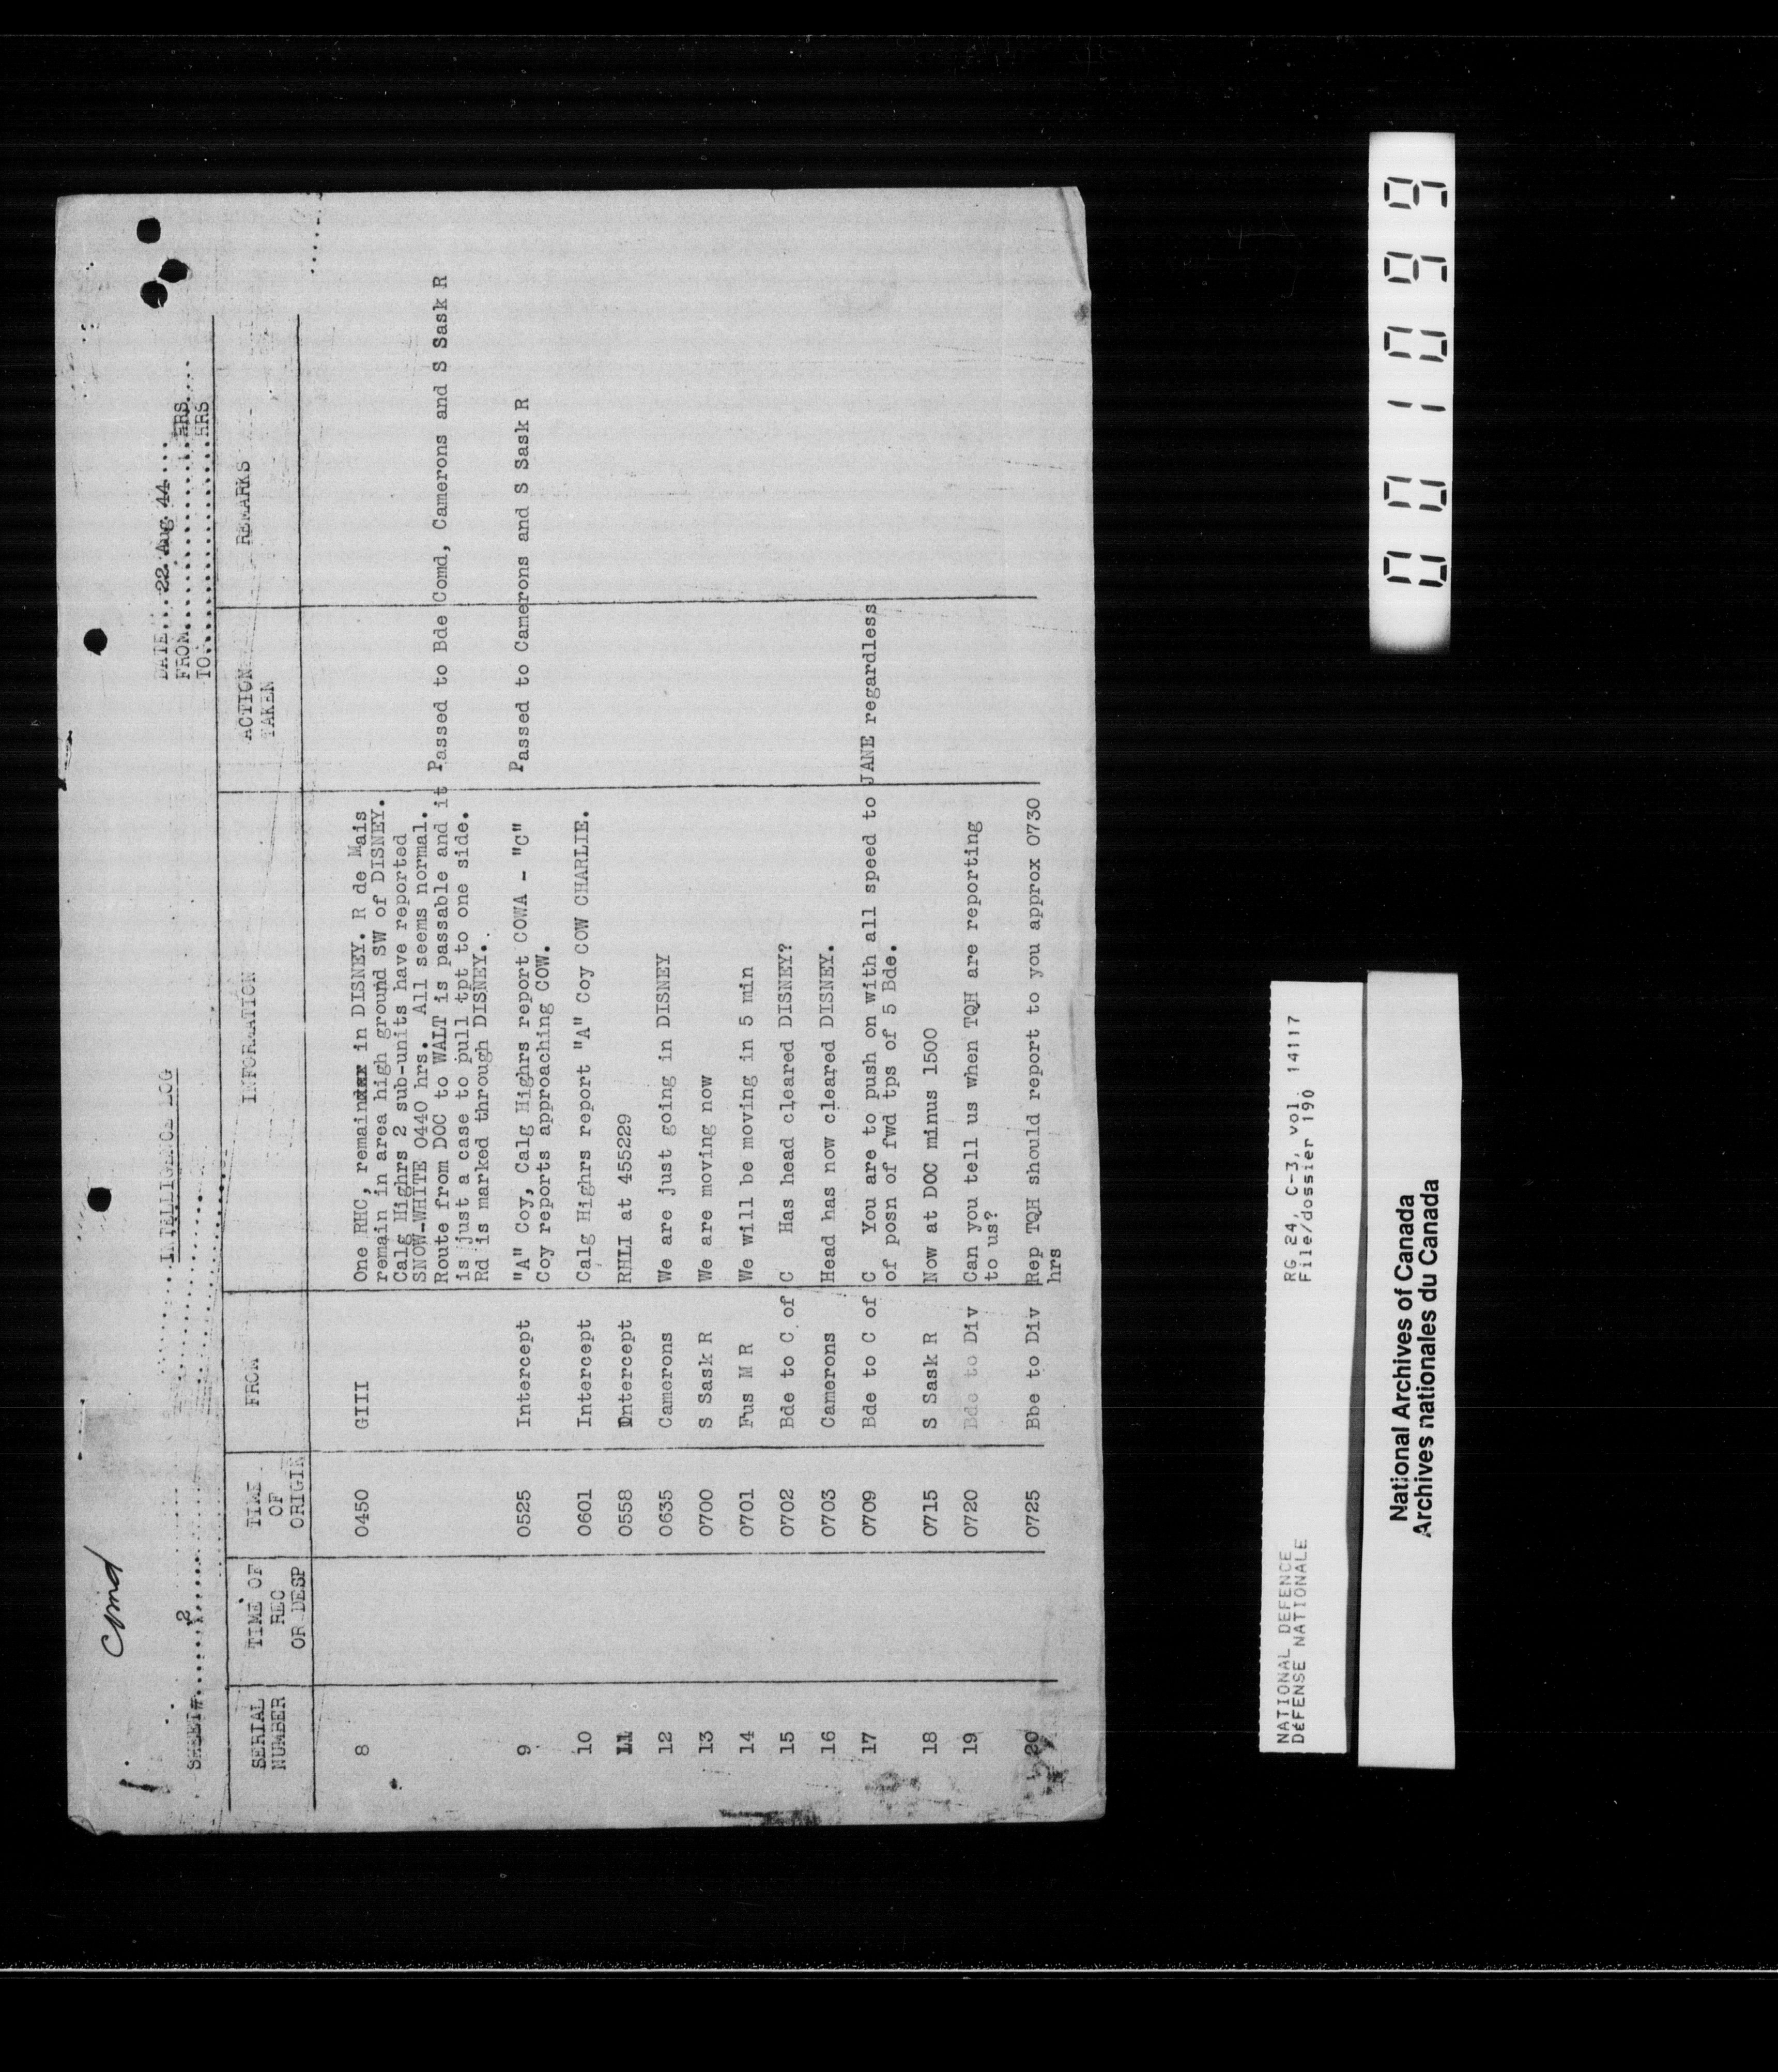 Cmd
INTELLIGENCE LOG
DATE...22 Aug 44...
FROM..................HRS....
TO....................HRS
SHEET#......2......
SERIAL NUMBER
TIME OF REC OR DESP
TIME OF ORIGIN
FROM
INFORMATION
ACTION TAKEN
REMARKS
8 0450 GIII One RHC, remain in DISNEY. R de Mais
remain in area high ground SW of DISNEY.
Calg Highrs 2 sub-units have reported
SNOW-WHITE 0440 hrs. All seems normal.
Route from DOC to WALT is passable and it Passed to Bde Comd, Camerons and S Sask R
is just a case to pull tpt to one side.
Rd is marked through DISNEY.
9 0525 Intercept "A" Coy, Calg Highrs report COWA - "C" Passed to Camerons and S Sask R
Coy reports approaching COW.
10 0601 Intercept Calg Highrs report "A" Coy COW CHARLIE.
11 0558 Intercept RHLI at 455229
12 0635 Camerons We are just going in DISNEY
13 0700 S Sask R We are moving now
14 0701 Fus M R We will be moving in 5 min
15 0702 Bde to C of C Has head cleared DISNEY?
16 0703 Camerons Head has now cleared DISNEY.
17 0709 Bde to C of C You are to push on with all speed to JANE regardless
of posn of fwd tps of 5 Bde.
18 0715 S Sask R Now at DOC minus 1500
19 0720 Bde to Div Can you tell us when TQH are reporting
to us?
20 0725 Bbe to Div Rep TQH should report to you approx 0730
hrs
NATIONAL DEFENCE RG 24, C-3, vol. 14117
DÉFENSE NATIONALE File/dossier 190
National Archives of Canada
Archives nationales du Canada
001099